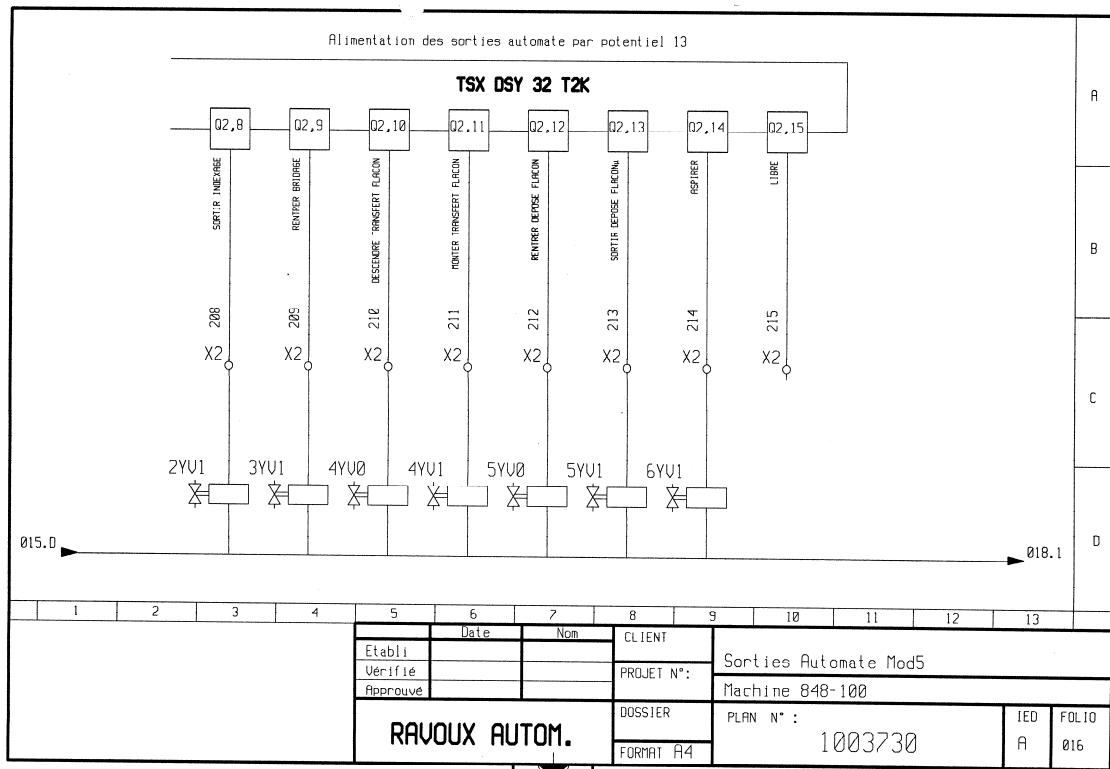 Alimentation des sorties automate par potentiel 13
TSX DSY 32 T2K
Q2,8 Q2,9 Q2,10 Q2,11 Q2,12 Q2,13 Q2,14 Q2,15
SORTIR INDEXAGE
RENTRER BRIDAGE
DESCENDRE TRANSFERT FLACON
MONTER TRANSFERT FLACON
RENTRER DEPOSE FLACON
SORTIR DEPOSE FLACONµ
ASPIRER
LIBRE
208 209 210 211 212 213 214 215
X2 X2 X2 X2 X2 X2 X2 X2
2YV1 3YV1 4YV0 4YV1 5YV0 5YV1 6YV1
015.D
018.1
A
B
C
D
1 2 3 4 5 6 7 8 9 10 11 12 13
Date Nom
Etabli
Vérifié
Approuvé
RAVOUX AUTOM.
CLIENT
PROJET N°:
DOSSIER
FORMAT A4
Sorties Automate Mod5
Machine 848-100
PLAN N° :
1003730
IED
A
FOLIO
016